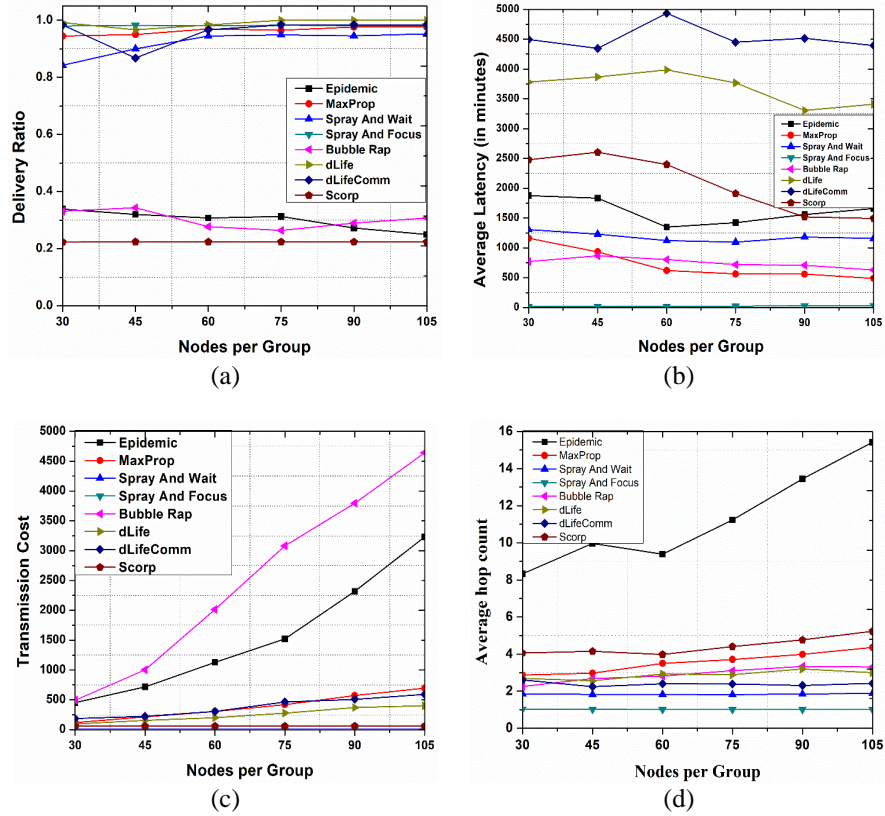 1.0
0.8
0.6
0.4
0.2
0.0
Delivery Ratio
Epidemic
MaxProp
Spray And Wait
Spray And Focus
Bubble Rap
dLife
dLifeComm
Scorp
30 45 60 75 90 105
Nodes per Group
(a)
5000
4500
4000
3500
3000
2500
2000
1500
1000
500
0
Average Latency (in minutes)
Epidemic
MaxProp
Spray And Wait
Spray And Focus
Bubble Rap
dLife
dLifeComm
Scorp
30 45 60 75 90 105
Nodes per Group
(b)
5000
4500
4000
3500
3000
2500
2000
1500
1000
500
0
Transmission Cost
Epidemic
MaxProp
Spray And Wait
Spray And Focus
Bubble Rap
dLife
dLifeComm
Scorp
30 45 60 75 90 105
Nodes per Group
(c)
16
14
12
10
8
6
4
2
0
Average hop count
Epidemic
MaxProp
Spray And Wait
Spray And Focus
Bubble Rap
dLife
dLifeComm
Scorp
30 45 60 75 90 105
Nodes per Group
(d)